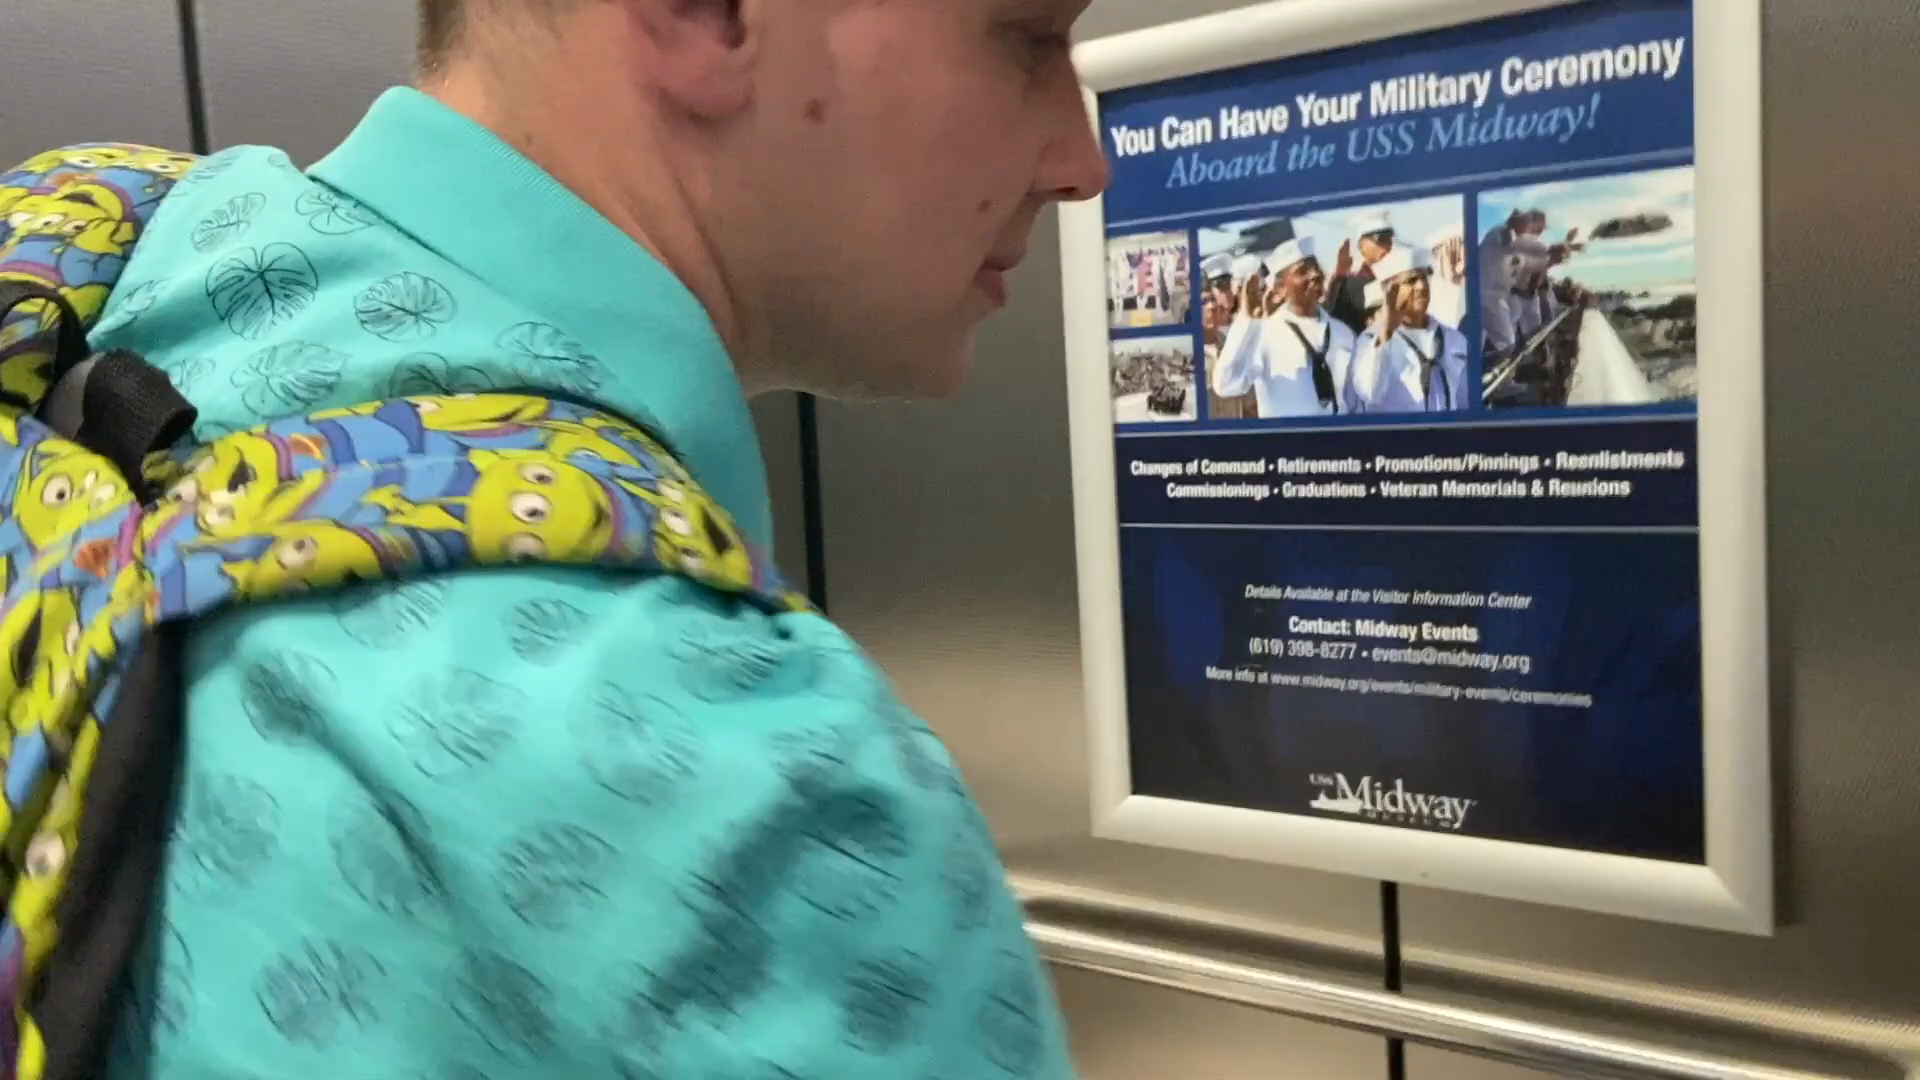 You Can Have Your Military Ceremony
Aboard the USS Midway!
Changes of Command • Retirements • Promotions/Pinnings • Reenlistments
Commissionings • Graduations • Veteran Memorials & Reunions
Details Available at the Visitor Information Center
Contact: Midway Events
(619) 398-8277 • events@midway.org
More info at www.midway.org/events/military-events/ceremonies
USS
Midway
MUSEUM